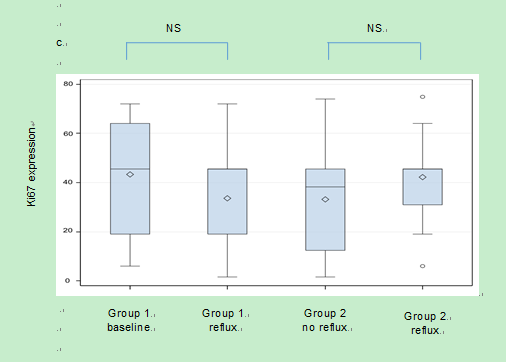 NS
NS
c.
Ki67 expression
80
60
40
20
0
Group 1 baseline
Group 1 reflux
Group 2 no reflux
Group 2 reflux